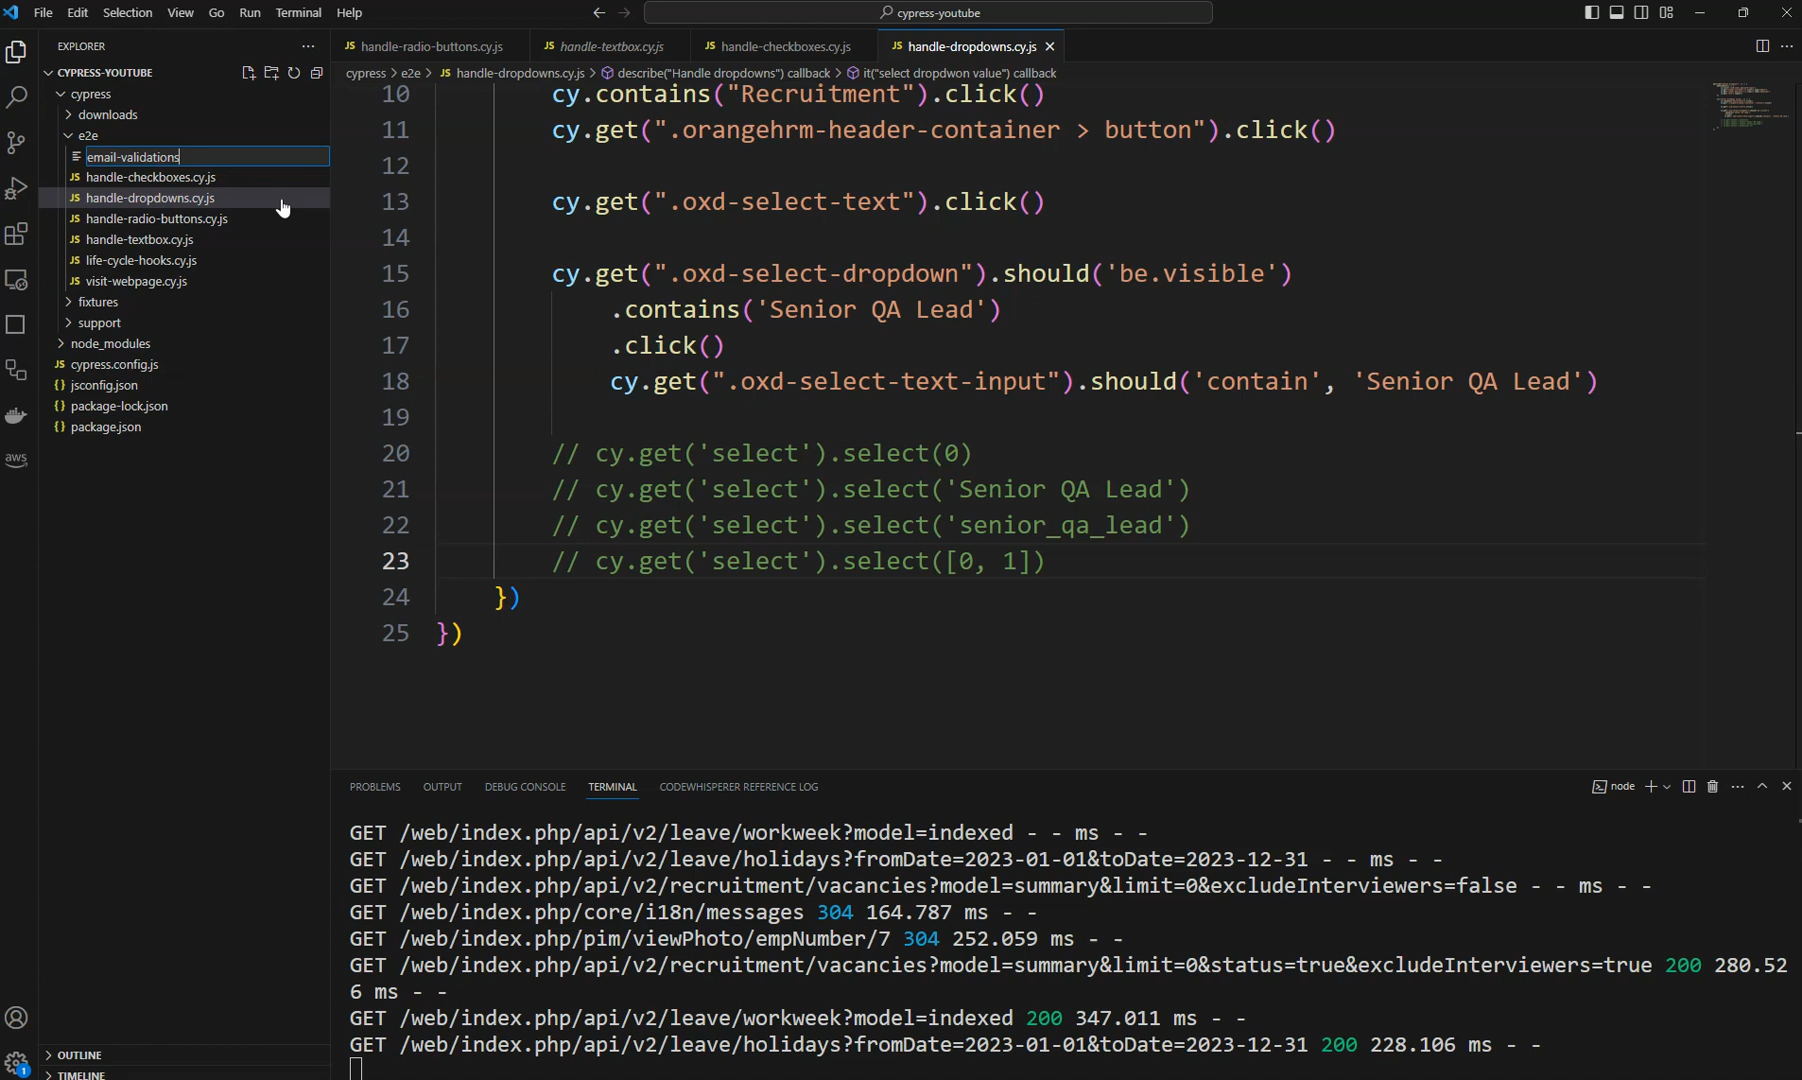 File Edit Selection View Go Run Terminal Help
cypress-youtube
EXPLORER
CYPRESS-YOUTUBE
cypress
downloads
e2e
email-validations
JS handle-checkboxes.cy.js
JS handle-dropdowns.cy.js
JS handle-radio-buttons.cy.js
JS handle-textbox.cy.js
JS life-cycle-hooks.cy.js
JS visit-webpage.cy.js
fixtures
support
node_modules
JS cypress.config.js
{} jsconfig.json
{} package-lock.json
{} package.json
aws
1
OUTLINE
TIMELINE
JS handle-radio-buttons.cy.js JS handle-textbox.cy.js JS handle-checkboxes.cy.js JS handle-dropdowns.cy.js
cypress > e2e > JS handle-dropdowns.cy.js > describe("Handle dropdowns") callback > it("select dropdwon value") callback
10 cy.contains("Recruitment").click()
11 cy.get(".orangehrm-header-container > button").click()
12
13 cy.get(".oxd-select-text").click()
14
15 cy.get(".oxd-select-dropdown").should('be.visible')
16 .contains('Senior QA Lead')
17 .click()
18 cy.get(".oxd-select-text-input").should('contain', 'Senior QA Lead')
19
20 // cy.get('select').select(0)
21 // cy.get('select').select('Senior QA Lead')
22 // cy.get('select').select('senior_qa_lead')
23 // cy.get('select').select([0, 1])
24 })
25 })
PROBLEMS OUTPUT DEBUG CONSOLE TERMINAL CODEWHISPERER REFERENCE LOG
node
GET /web/index.php/api/v2/leave/workweek?model=indexed - - ms - -
GET /web/index.php/api/v2/leave/holidays?fromDate=2023-01-01&toDate=2023-12-31 - - ms - -
GET /web/index.php/api/v2/recruitment/vacancies?model=summary&limit=0&excludeInterviewers=false - - ms - -
GET /web/index.php/core/i18n/messages 304 164.787 ms - -
GET /web/index.php/pim/viewPhoto/empNumber/7 304 252.059 ms - -
GET /web/index.php/api/v2/recruitment/vacancies?model=summary&limit=0&status=true&excludeInterviewers=true 200 280.52
6 ms - -
GET /web/index.php/api/v2/leave/workweek?model=indexed 200 347.011 ms - -
GET /web/index.php/api/v2/leave/holidays?fromDate=2023-01-01&toDate=2023-12-31 200 228.106 ms - -